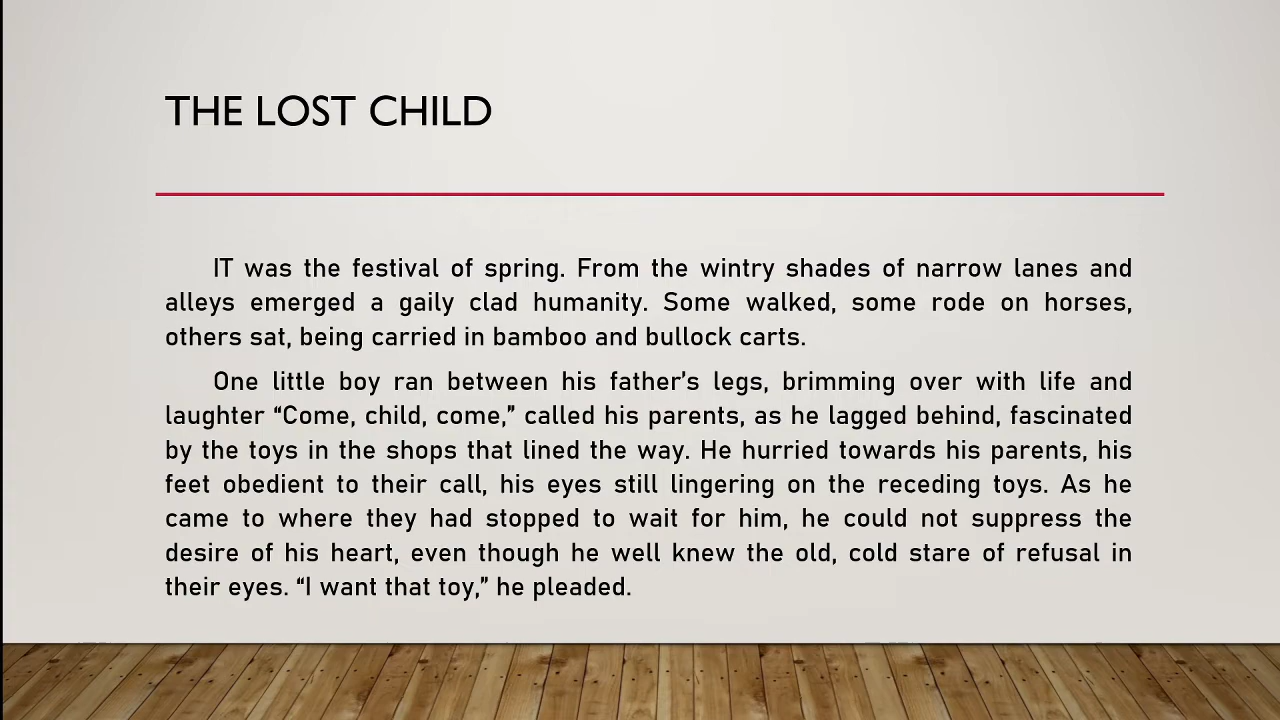 THE LOST CHILD
IT was the festival of spring. From the wintry shades of narrow lanes and
alleys emerged a gaily clad humanity. Some walked, some rode on horses,
others sat, being carried in bamboo and bullock carts.
One little boy ran between his father’s legs, brimming over with life and
laughter “Come, child, come,” called his parents, as he lagged behind, fascinated
by the toys in the shops that lined the way. He hurried towards his parents, his
feet obedient to their call, his eyes still lingering on the receding toys. As he
came to where they had stopped to wait for him, he could not suppress the
desire of his heart, even though he well knew the old, cold stare of refusal in
their eyes. “I want that toy,” he pleaded.